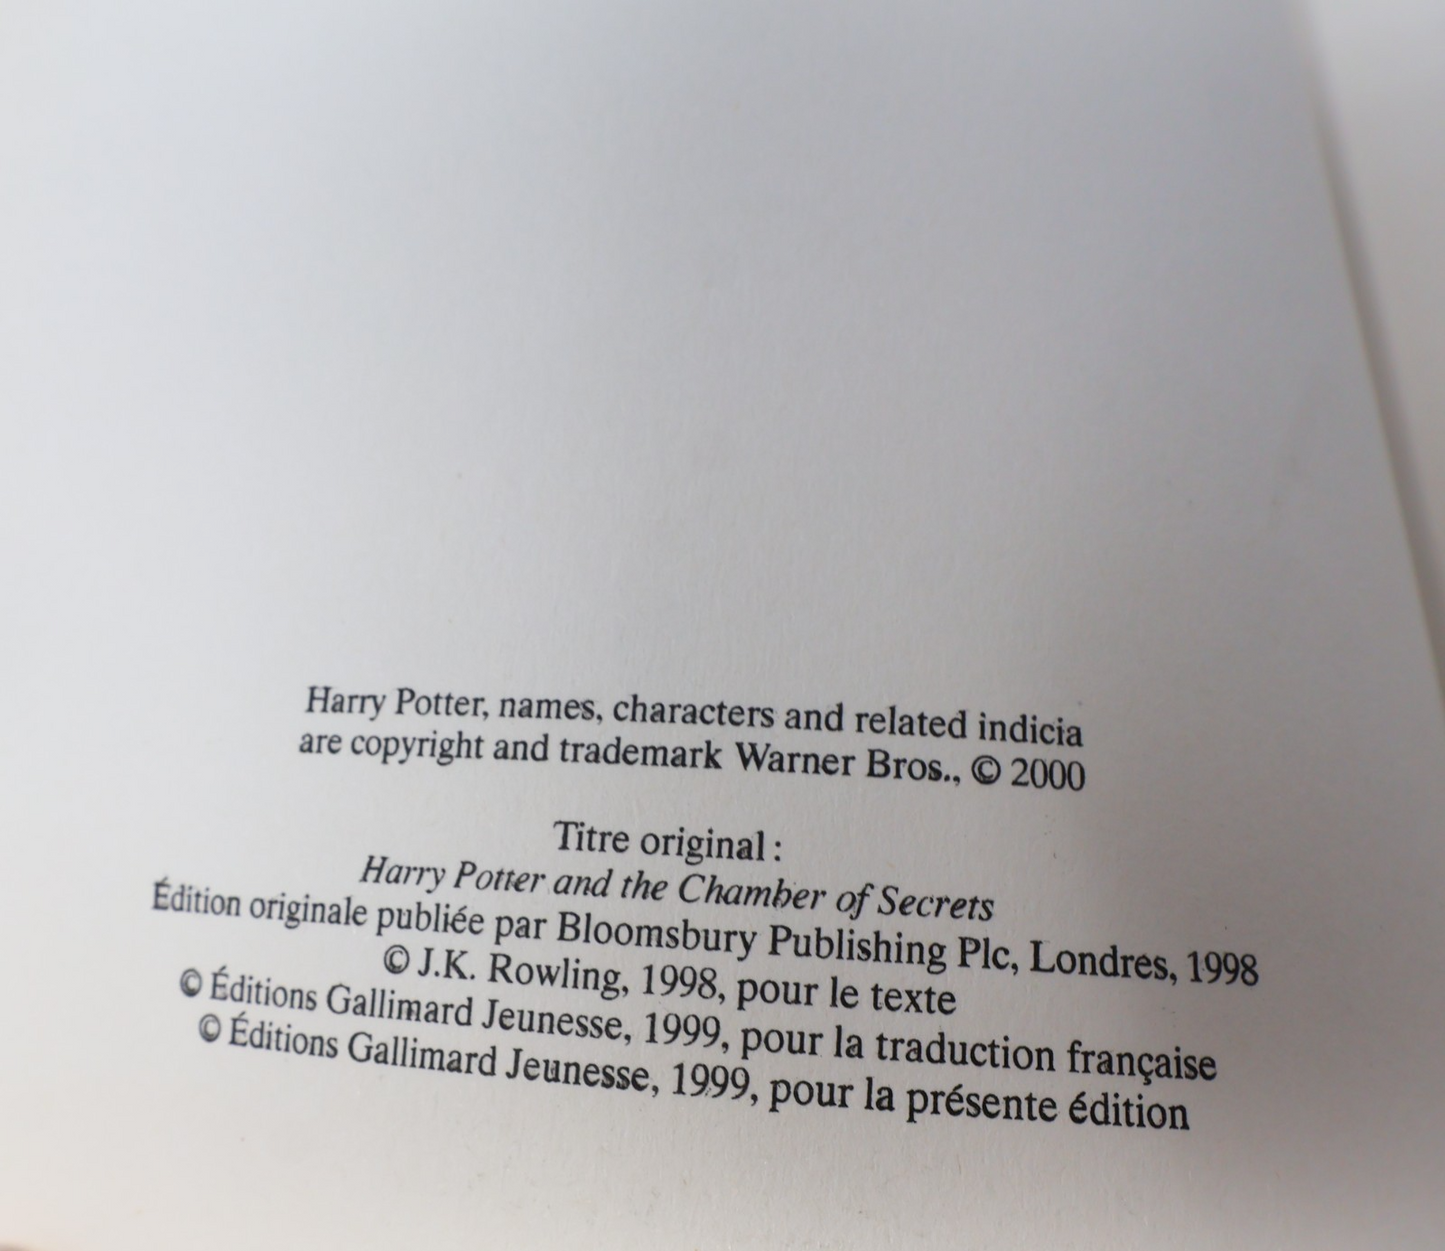 Harry Potter, names, characters and related indicia
are copyright and trademark Warner Bros., © 2000
Titre original :
Harry Potter and the Chamber of Secrets
Édition originale publiée par Bloomsbury Publishing Plc, Londres, 1998
© J.K. Rowling, 1998, pour le texte
© Éditions Gallimard Jeunesse, 1999, pour la traduction française
© Éditions Gallimard Jeunesse, 1999, pour la présente édition